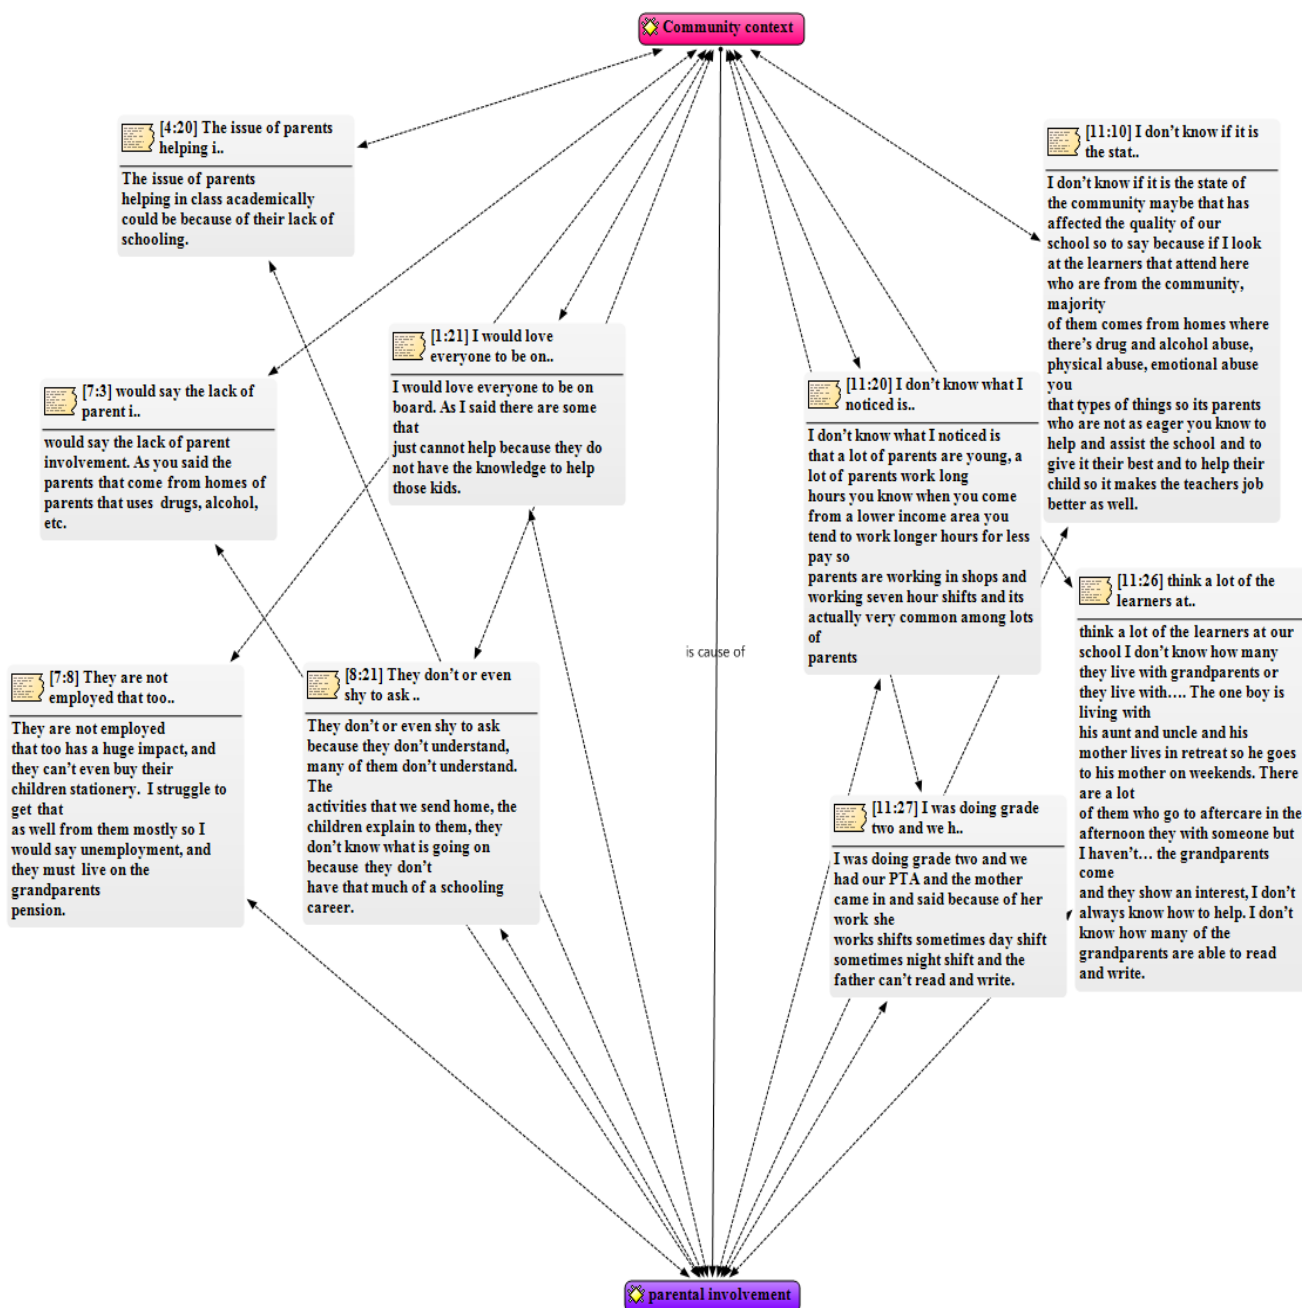 Community context
[4:20] The issue of parents
helping i..
The issue of parents
helping in class academically
could be because of their lack of
schooling.
[11:10] I don't know if it is
the stat..
I don't know if it is the state of
the community maybe that has
affected the quality of our
school so to say because if I look
at the learners that attend here
who are from the community,
majority
of them comes from homes where
there's drug and alcohol abuse,
physical abuse, emotional abuse
you
that types of things so its parents
who are not as eager you know to
help and assist the school and to
give it their best and to help their
child so it makes the teachers job
better as well.
[1:21] I would love
everyone to be on..
I would love everyone to be on
board. As I said there are some
that
just cannot help because they do
not have the knowledge to help
those kids.
[7:3] would say the lack of
parent i..
would say the lack of parent
involvement. As you said the
parents that come from homes of
parents that uses drugs, alcohol,
etc.
[11:20] I don't know what I
noticed is..
I don't know what I noticed is
that a lot of parents are young, a
lot of parents work long
hours you know when you come
from a lower income area you
tend to work longer hours for less
pay so
parents are working in shops and
working seven hour shifts and its
actually very common among lots
of
parents
[11:26] think a lot of the
learners at..
think a lot of the learners at our
school I don't know how many
they live with grandparents or
they live with.... The one boy is
living with
his aunt and uncle and his
mother lives in retreat so he goes
to his mother on weekends. There
are a lot
of them who go to aftercare in the
afternoon they with someone but
I haven't... the grandparents
come
and they show an interest, I don't
always know how to help. I don't
know how many of the
grandparents are able to read
and write.
is cause of
[7:8] They are not
employed that too..
They are not employed
that too has a huge impact, and
they can't even buy their
children stationery. I struggle to
get that
as well from them mostly so I
would say unemployment, and
they must live on the
grandparents
pension.
[8:21] They don't or even
shy to ask ..
They don't or even shy to ask
because they don't understand,
many of them don't understand.
The
activities that we send home, the
children explain to them, they
don't know what is going on
because they don't
have that much of a schooling
career.
[11:27] I was doing grade
two and we h..
I was doing grade two and we
had our PTA and the mother
came in and said because of her
work she
works shifts sometimes day shift
sometimes night shift and the
father can't read and write.
parental involvement